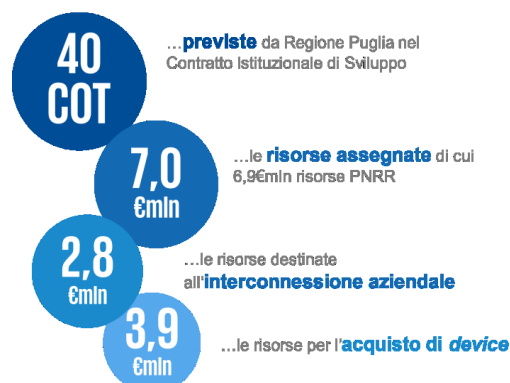 40
COT
...previste da Regione Puglia nel
Contratto Istituzionale di Sviluppo
7,0
€mln
...le risorse assegnate di cui
6,9€mln risorse PNRR
2,8
€mln
...le risorse destinate
all'interconnessione aziendale
3,9
€mln
...le risorse per l'acquisto di device